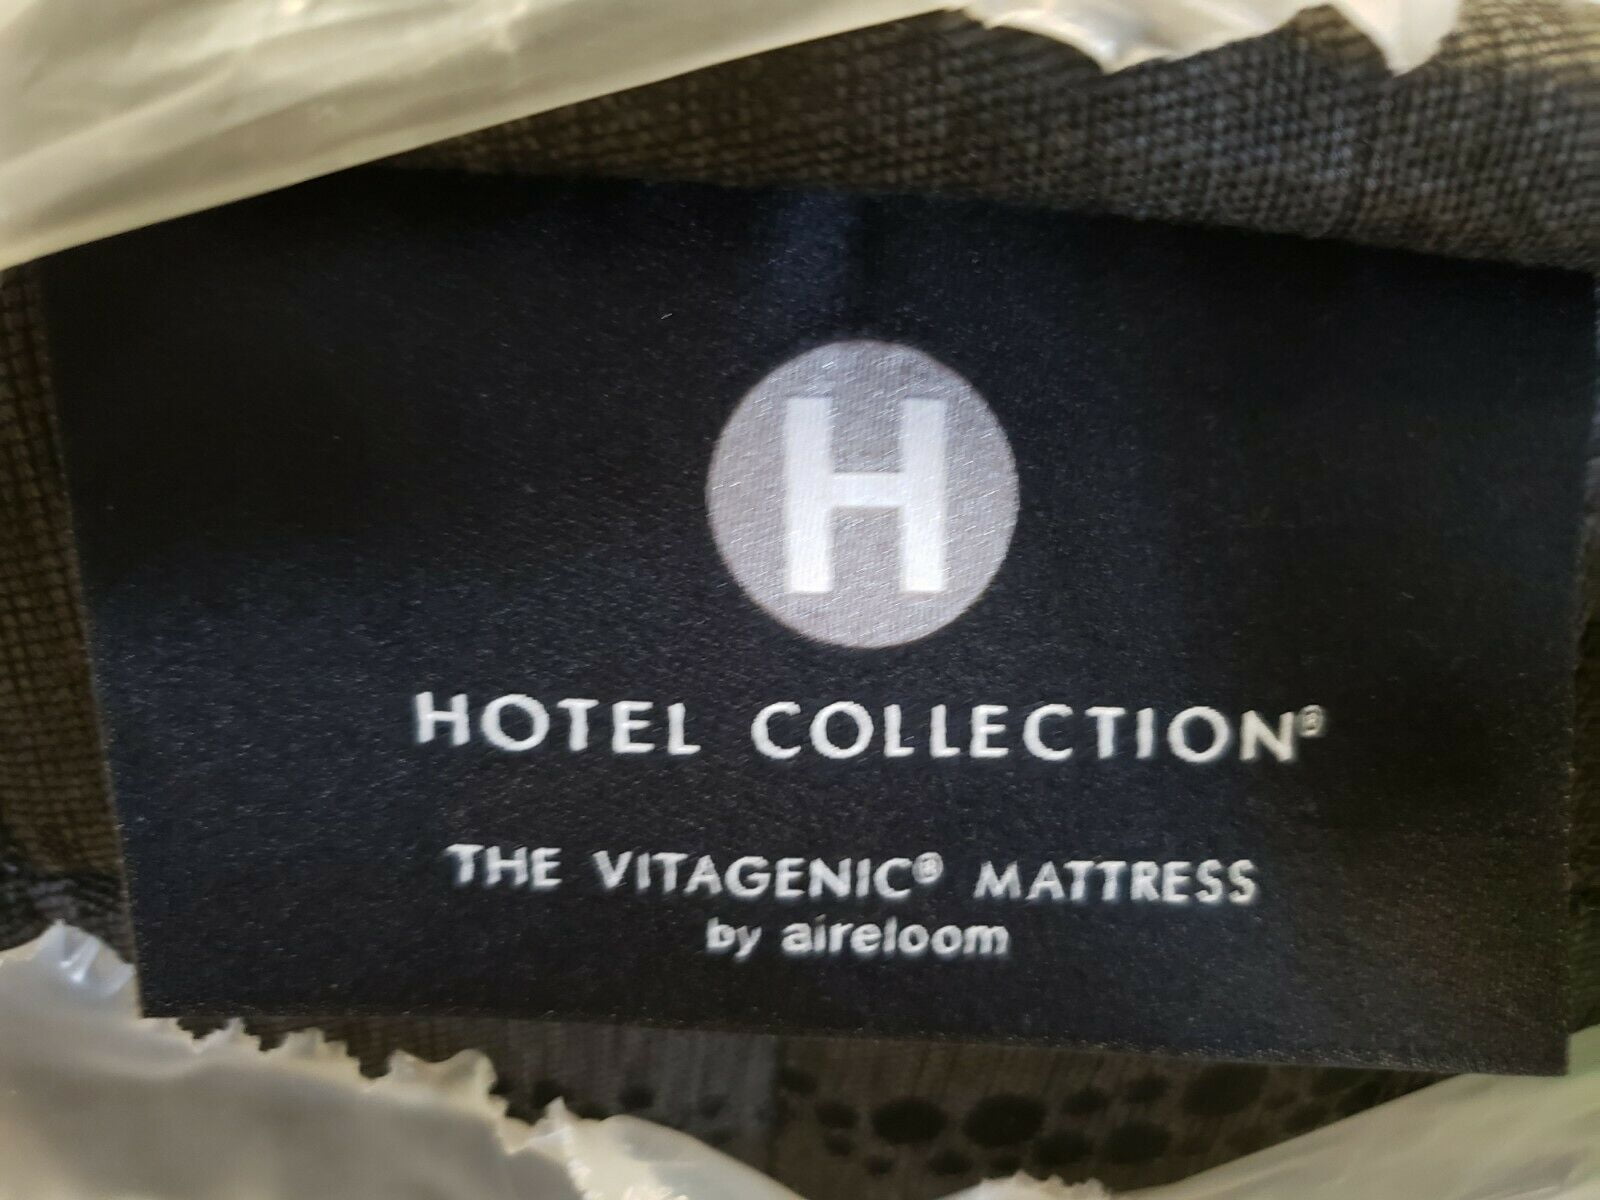 H
HOTEL COLLECTION®
THE VITAGENIC® MATTRESS
by aireloom